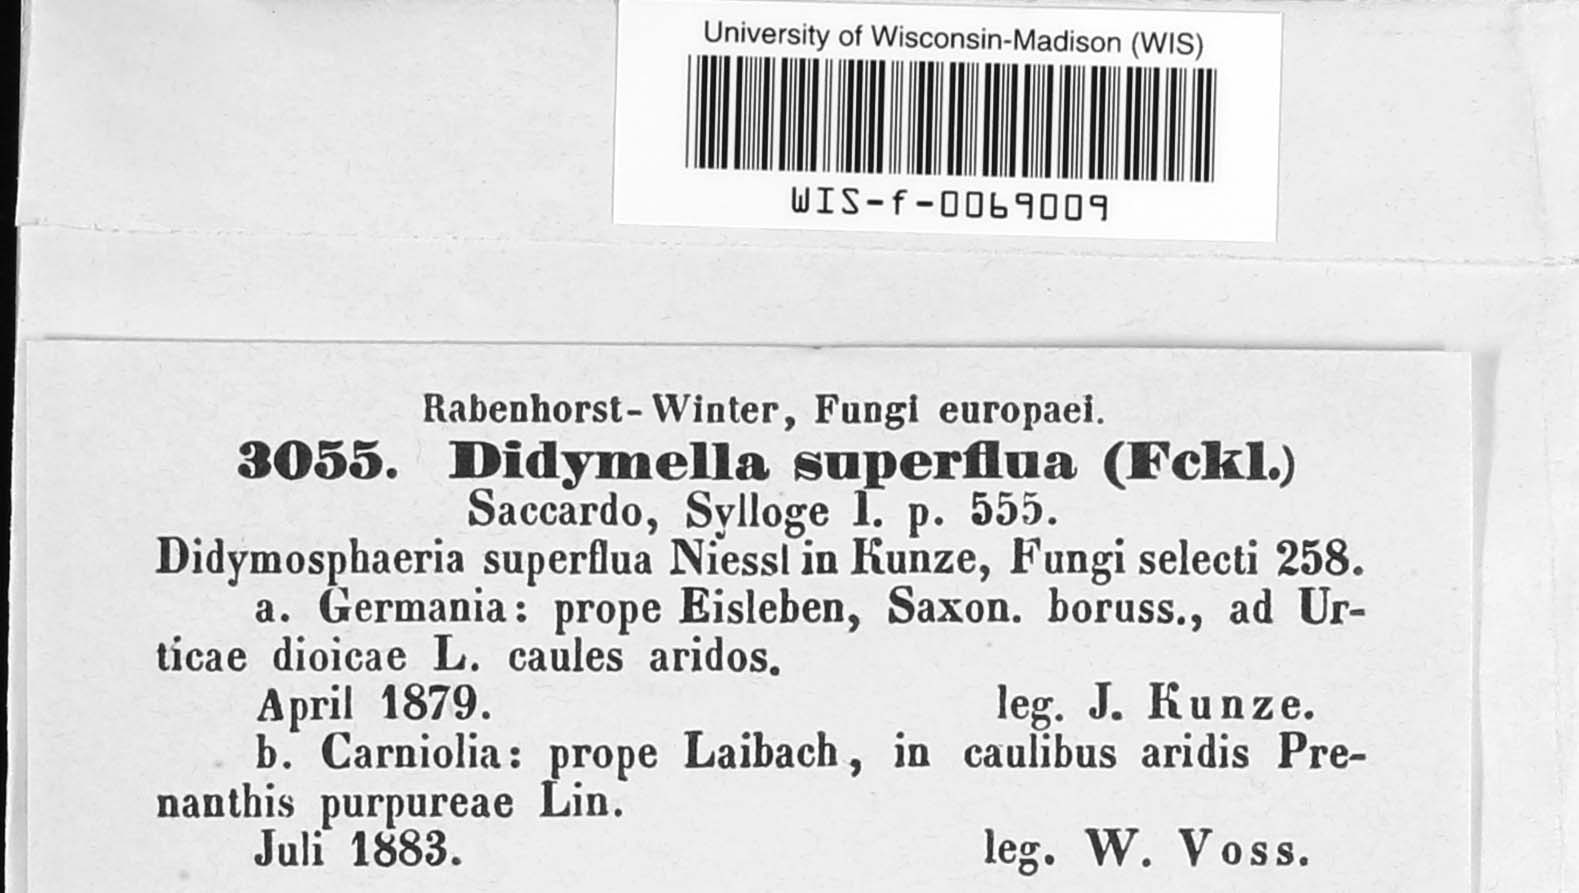 University of Wisconsin-Madison (WIS)
WIS-f-0069009
Rabenhorst-Winter, Fungi europaei.
3055. Didymella superflua (Fckl.)
Saccardo, Sylloge I. p. 555.
Didymosphaeria superflua Niessl in Kunze, Fungi selecti 258.
a. Germania: prope Eisleben, Saxon. boruss., ad Ur-
ticae dioicae L. caules aridos.
April 1879. leg. J. Kunze.
b. Carniolia: prope Laibach, in caulibus aridis Pre-
nanthis purpureae Lin.
Juli 1883. leg. W. Voss.